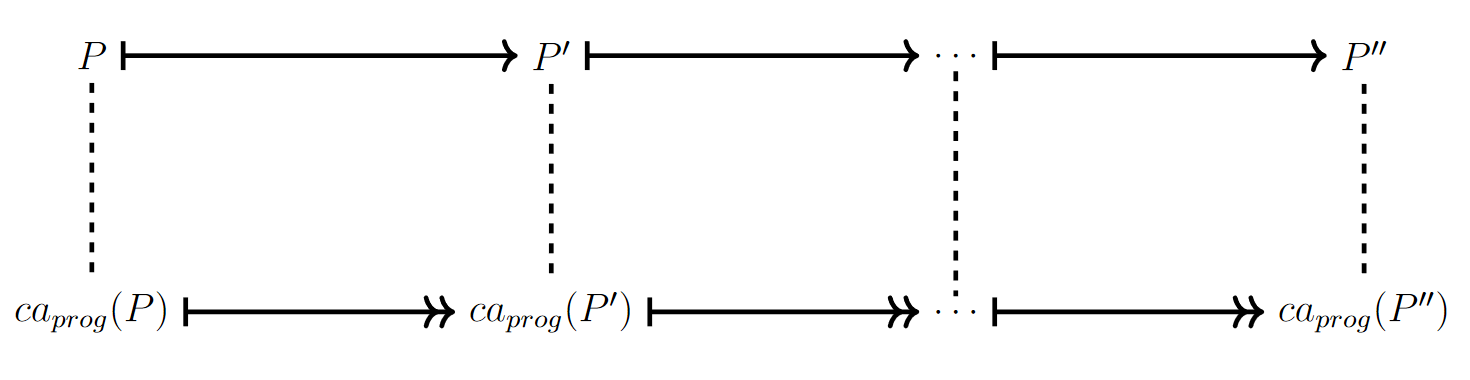 P P′ ⋯ P′′
ca_prog(P) ca_prog(P′) ⋯ ca_prog(P′′)